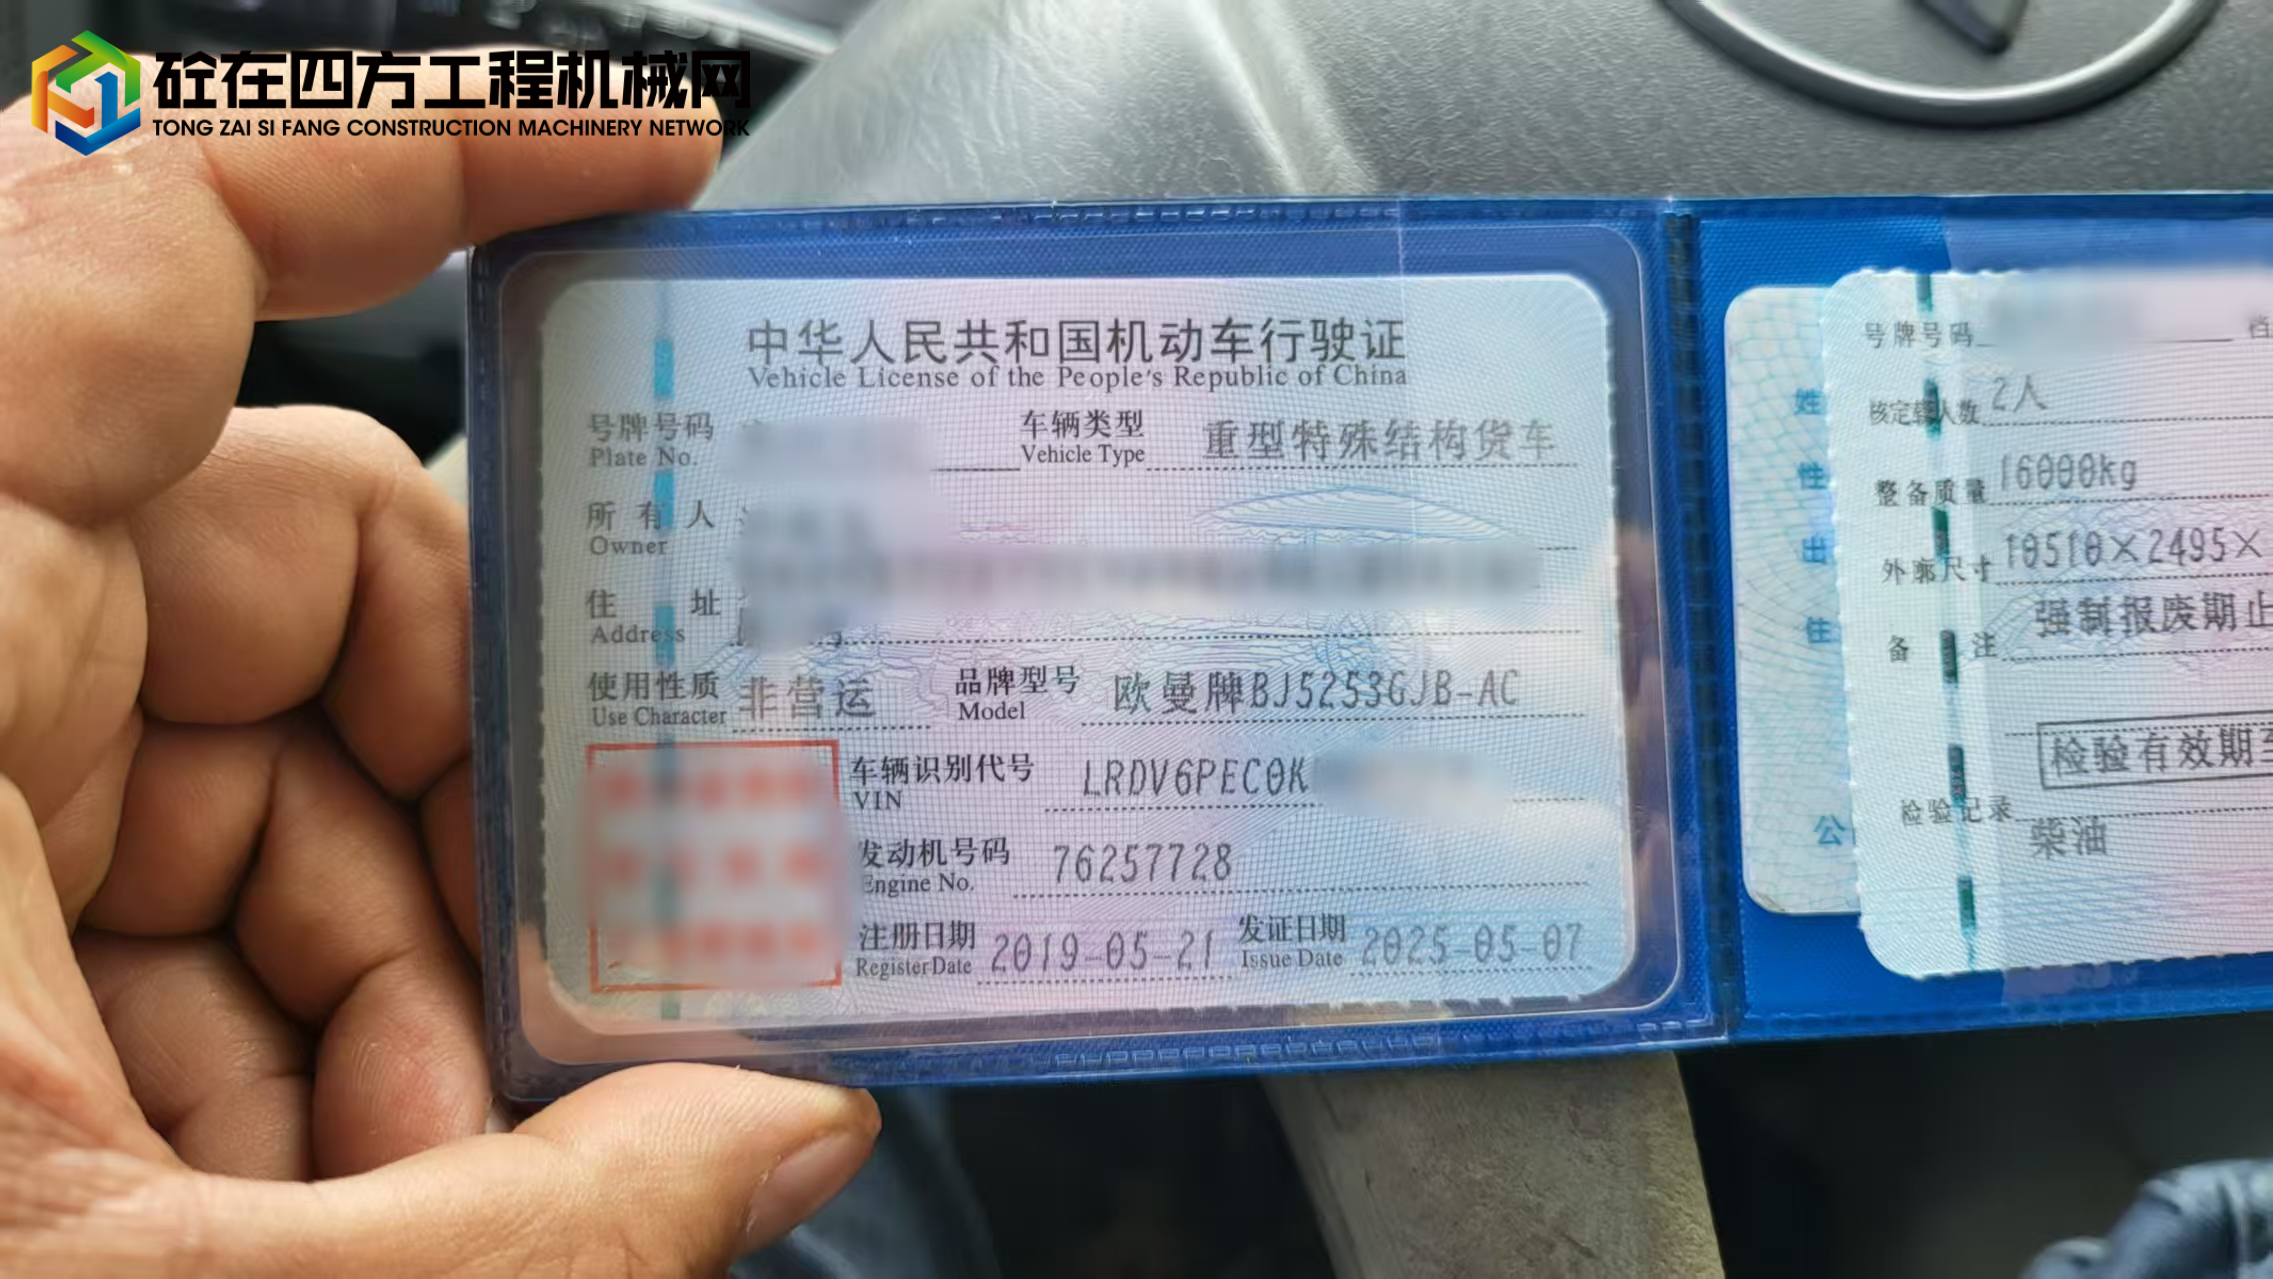 砼在四方工程机械网
TONG ZAI SI FANG CONSTRUCTION MACHINERY NETWORK
中华人民共和国机动车行驶证
Vehicle License of the People's Republic of China
号牌号码
Plate No.
车辆类型 重型特殊结构货车
Vehicle Type
所有人
Owner
住址
Address
使用性质 非营运
Use Character
品牌型号 欧曼牌BJ5253GJB-AC
Model
车辆识别代号 LRDV6PEC0K
VIN
发动机号码 76257728
Engine No.
注册日期 2019-05-21
Register Date
发证日期 2025-05-07
Issue Date
姓
性
出
住
公
号牌号码
档
核定载人数 2人
整备质量 16000kg
外廓尺寸 10510×2495×
备注 强制报废期止
检验有效期至
检验记录
柴油